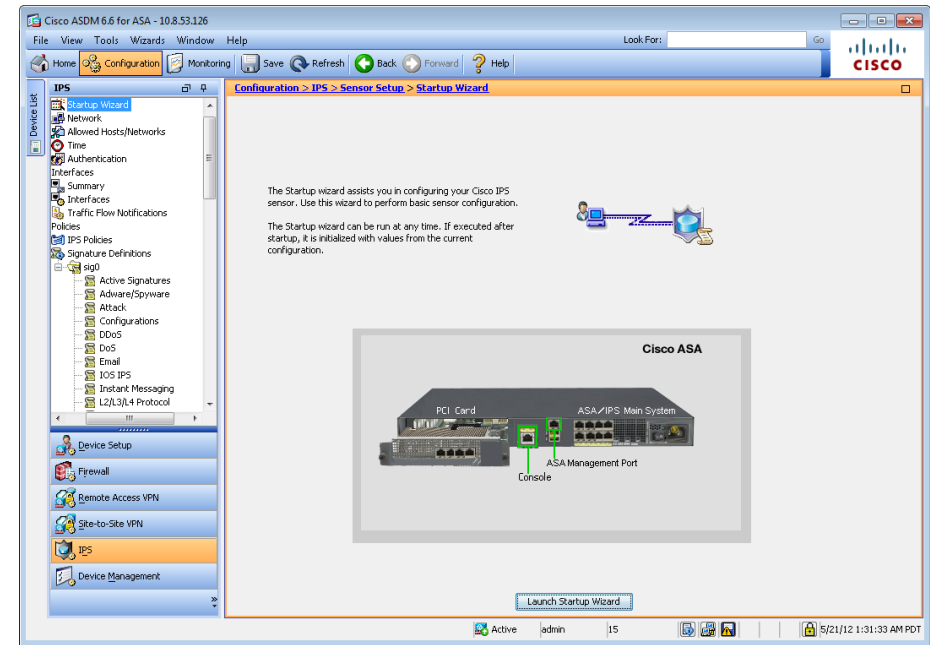 Cisco ASDM 6.6 for ASA - 10.8.53.126
File View Tools Wizards Window Help
Look For:
Go
Home Configuration Monitoring Save Refresh Back Forward Help
CISCO
Device List
IPS
Startup Wizard
Network
Allowed Hosts/Networks
Time
Authentication
Interfaces
Summary
Interfaces
Traffic Flow Notifications
Policies
IPS Policies
Signature Definitions
sig0
Active Signatures
Adware/Spyware
Attack
Configurations
DDoS
DoS
Email
IOS IPS
Instant Messaging
L2/L3/L4 Protocol
Device Setup
Firewall
Remote Access VPN
Site-to-Site VPN
IPS
Device Management
Configuration > IPS > Sensor Setup > Startup Wizard
The Startup wizard assists you in configuring your Cisco IPS
sensor. Use this wizard to perform basic sensor configuration.
The Startup wizard can be run at any time. If executed after
startup, it is initialized with values from the current
configuration.
Cisco ASA
PCI Card
ASA/IPS Main System
ASA Management Port
Console
Launch Startup Wizard
Active
admin
15
5/21/12 1:31:33 AM PDT